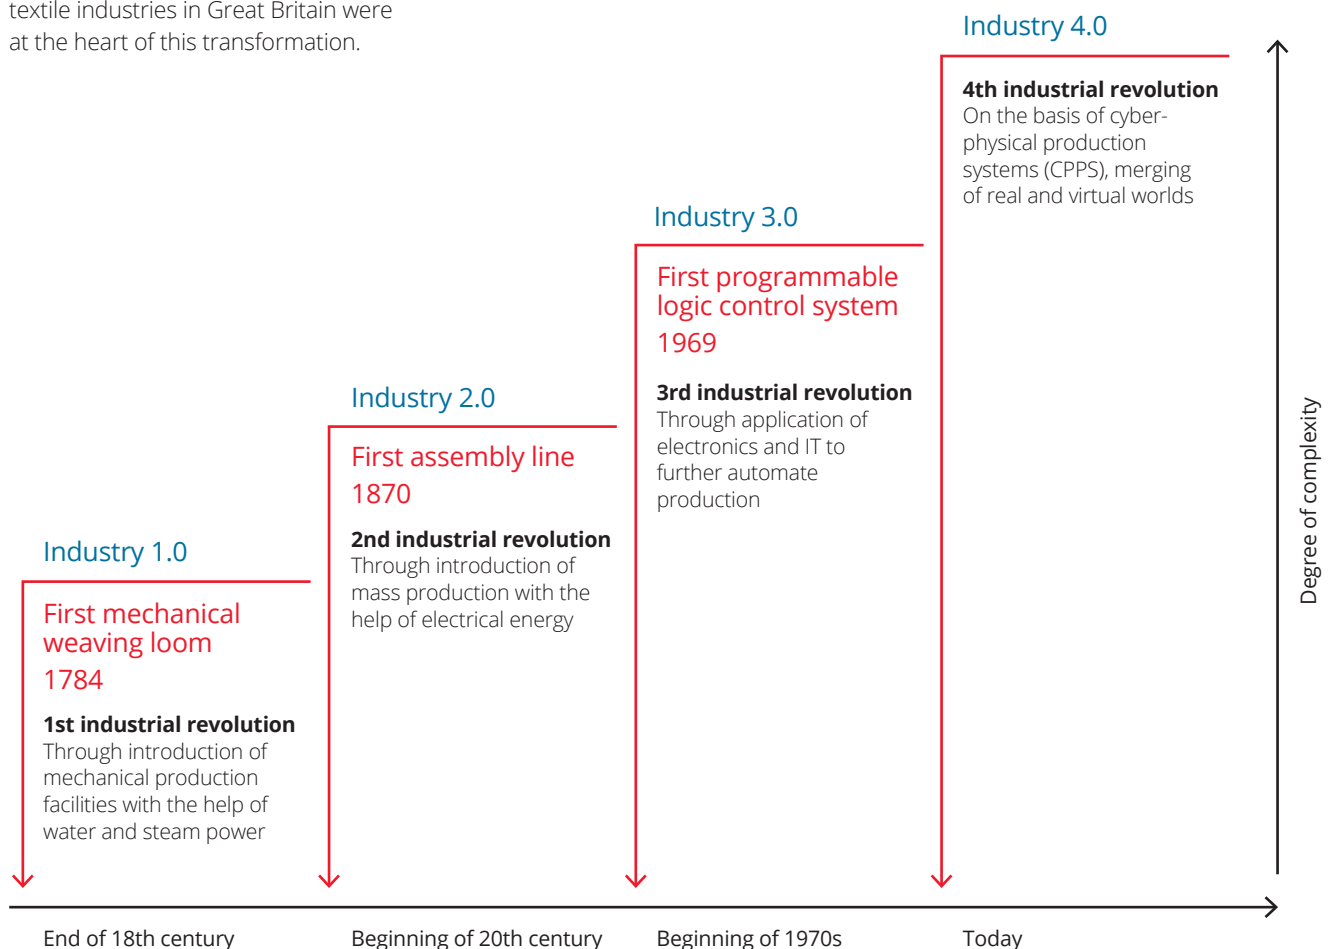 textile industries in Great Britain were
at the heart of this transformation.
Industry 4.0
4th industrial revolution
On the basis of cyber-
physical production
systems (CPPS), merging
of real and virtual worlds
Industry 3.0
First programmable
logic control system
1969
3rd industrial revolution
Through application of
electronics and IT to
further automate
production
Industry 2.0
First assembly line
1870
2nd industrial revolution
Through introduction of
mass production with the
help of electrical energy
Industry 1.0
First mechanical
weaving loom
1784
1st industrial revolution
Through introduction of
mechanical production
facilities with the help of
water and steam power
Degree of complexity
End of 18th century
Beginning of 20th century
Beginning of 1970s
Today